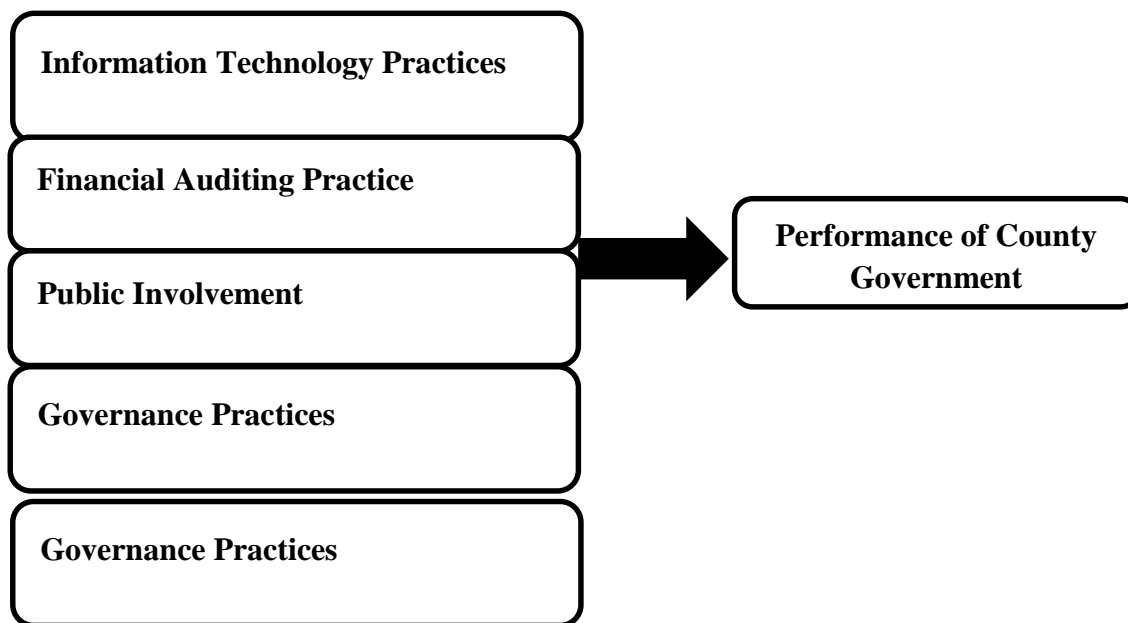 Information Technology Practices
Financial Auditing Practice
Public Involvement
Governance Practices
Governance Practices
Performance of County
Government